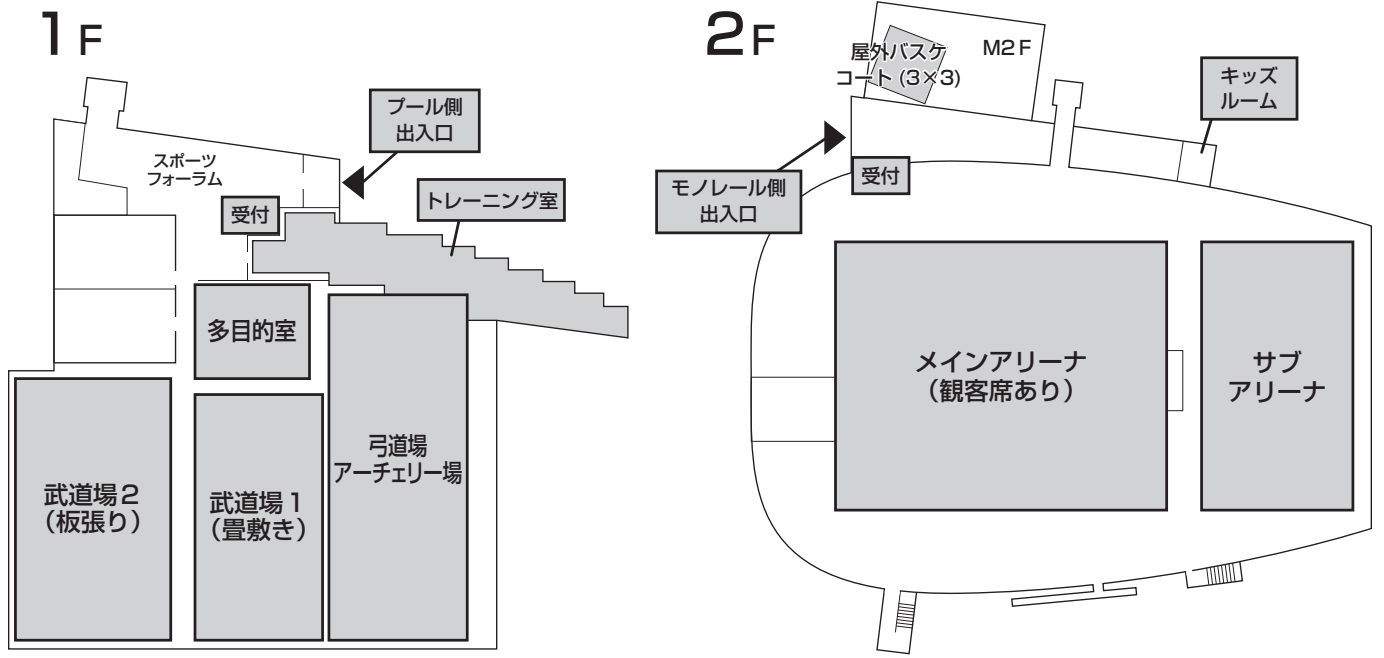 1F
プール側
出入口
スポーツ
フォーラム
受付
トレーニング室
多目的室
弓道場
アーチェリー場
武道場2
（板張り）
武道場1
（畳敷き）
2F
屋外バスケ
コート(3×3)
M2F
キッズ
ルーム
モノレール側
出入口
受付
メインアリーナ
（観客席あり）
サブ
アリーナ